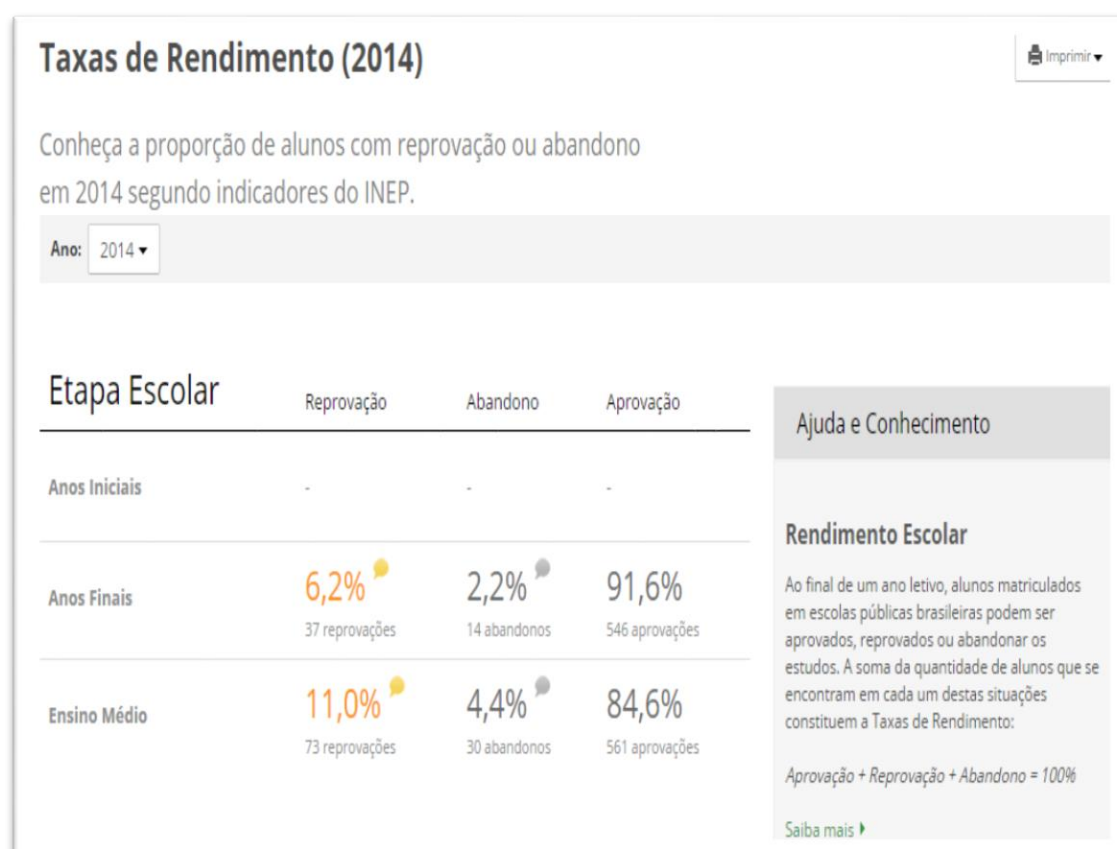 Taxas de Rendimento (2014)
Imprimir
Conheça a proporção de alunos com reprovação ou abandono
em 2014 segundo indicadores do INEP.
Ano: 2014
Etapa Escolar Reprovação Abandono Aprovação
Anos Iniciais - - -
Anos Finais 6,2% 2,2% 91,6%
37 reprovações 14 abandonos 546 aprovações
Ensino Médio 11,0% 4,4% 84,6%
73 reprovações 30 abandonos 561 aprovações
Ajuda e Conhecimento
Rendimento Escolar
Ao final de um ano letivo, alunos matriculados
em escolas públicas brasileiras podem ser
aprovados, reprovados ou abandonar os
estudos. A soma da quantidade de alunos que se
encontram em cada um destas situações
constituem a Taxas de Rendimento:
Aprovação + Reprovação + Abandono = 100%
Saiba mais